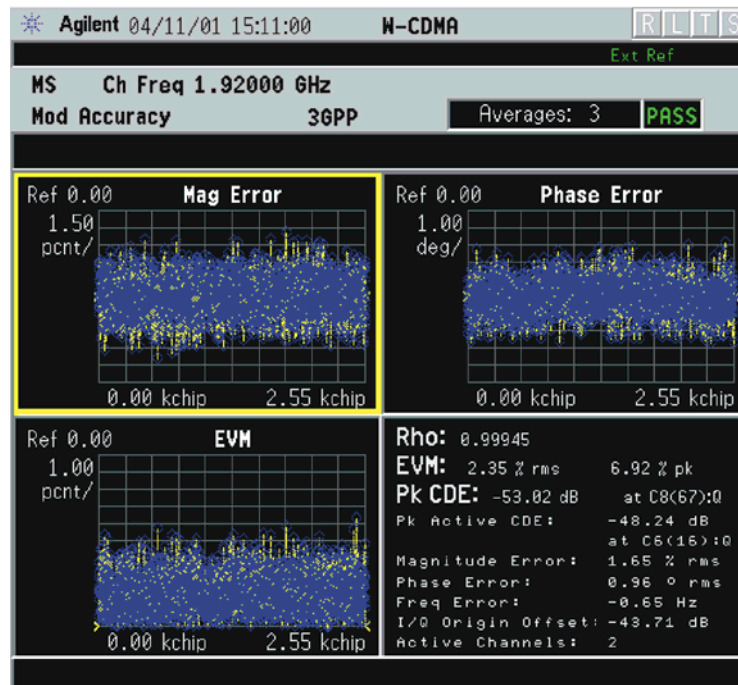 Agilent 04/11/01 15:11:00 W-CDMA R L T S
Ext Ref
MS Ch Freq 1.92000 GHz
Mod Accuracy 3GPP Averages: 3 PASS
Ref 0.00 Mag Error
1.50
pcnt/
0.00 kchip 2.55 kchip
Ref 0.00 Phase Error
1.00
deg/
0.00 kchip 2.55 kchip
Ref 0.00 EVM
1.00
pcnt/
0.00 kchip 2.55 kchip
Rho: 0.99945
EVM: 2.35 % rms 6.92 % pk
Pk CDE: -53.02 dB at C8(67):Q
Pk Active CDE: -48.24 dB
at C6(16):Q
Magnitude Error: 1.65 % rms
Phase Error: 0.96 º rms
Freq Error: -0.65 Hz
I/Q Origin Offset: -43.71 dB
Active Channels: 2